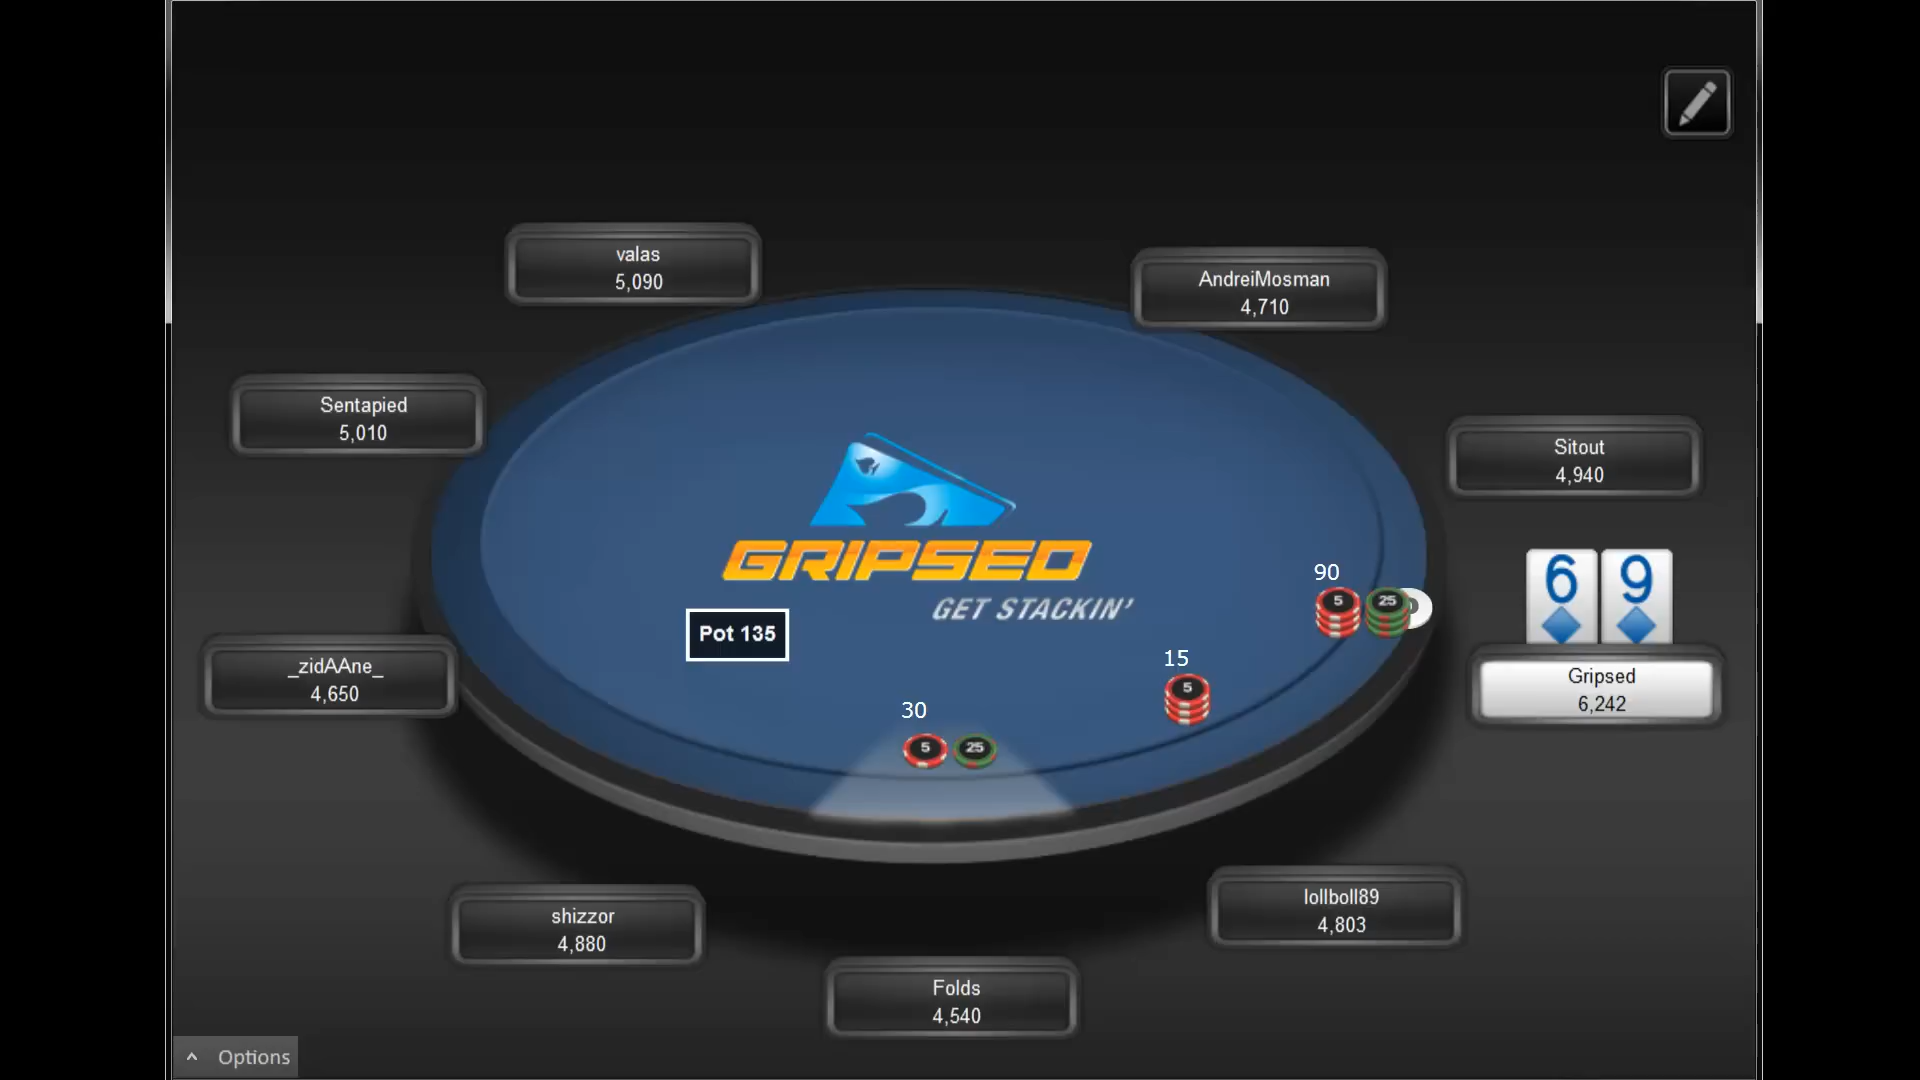 valas
5,090
AndreiMosman
4,710
Sentapied
5,010
Sitout
4,940
6 9
GRIPSED
GET STACKIN'
90
5 25
Pot 135
15
5
30
5 25
_zidAAne_
4,650
Gripsed
6,242
shizzor
4,880
lollboll89
4,803
Folds
4,540
Options